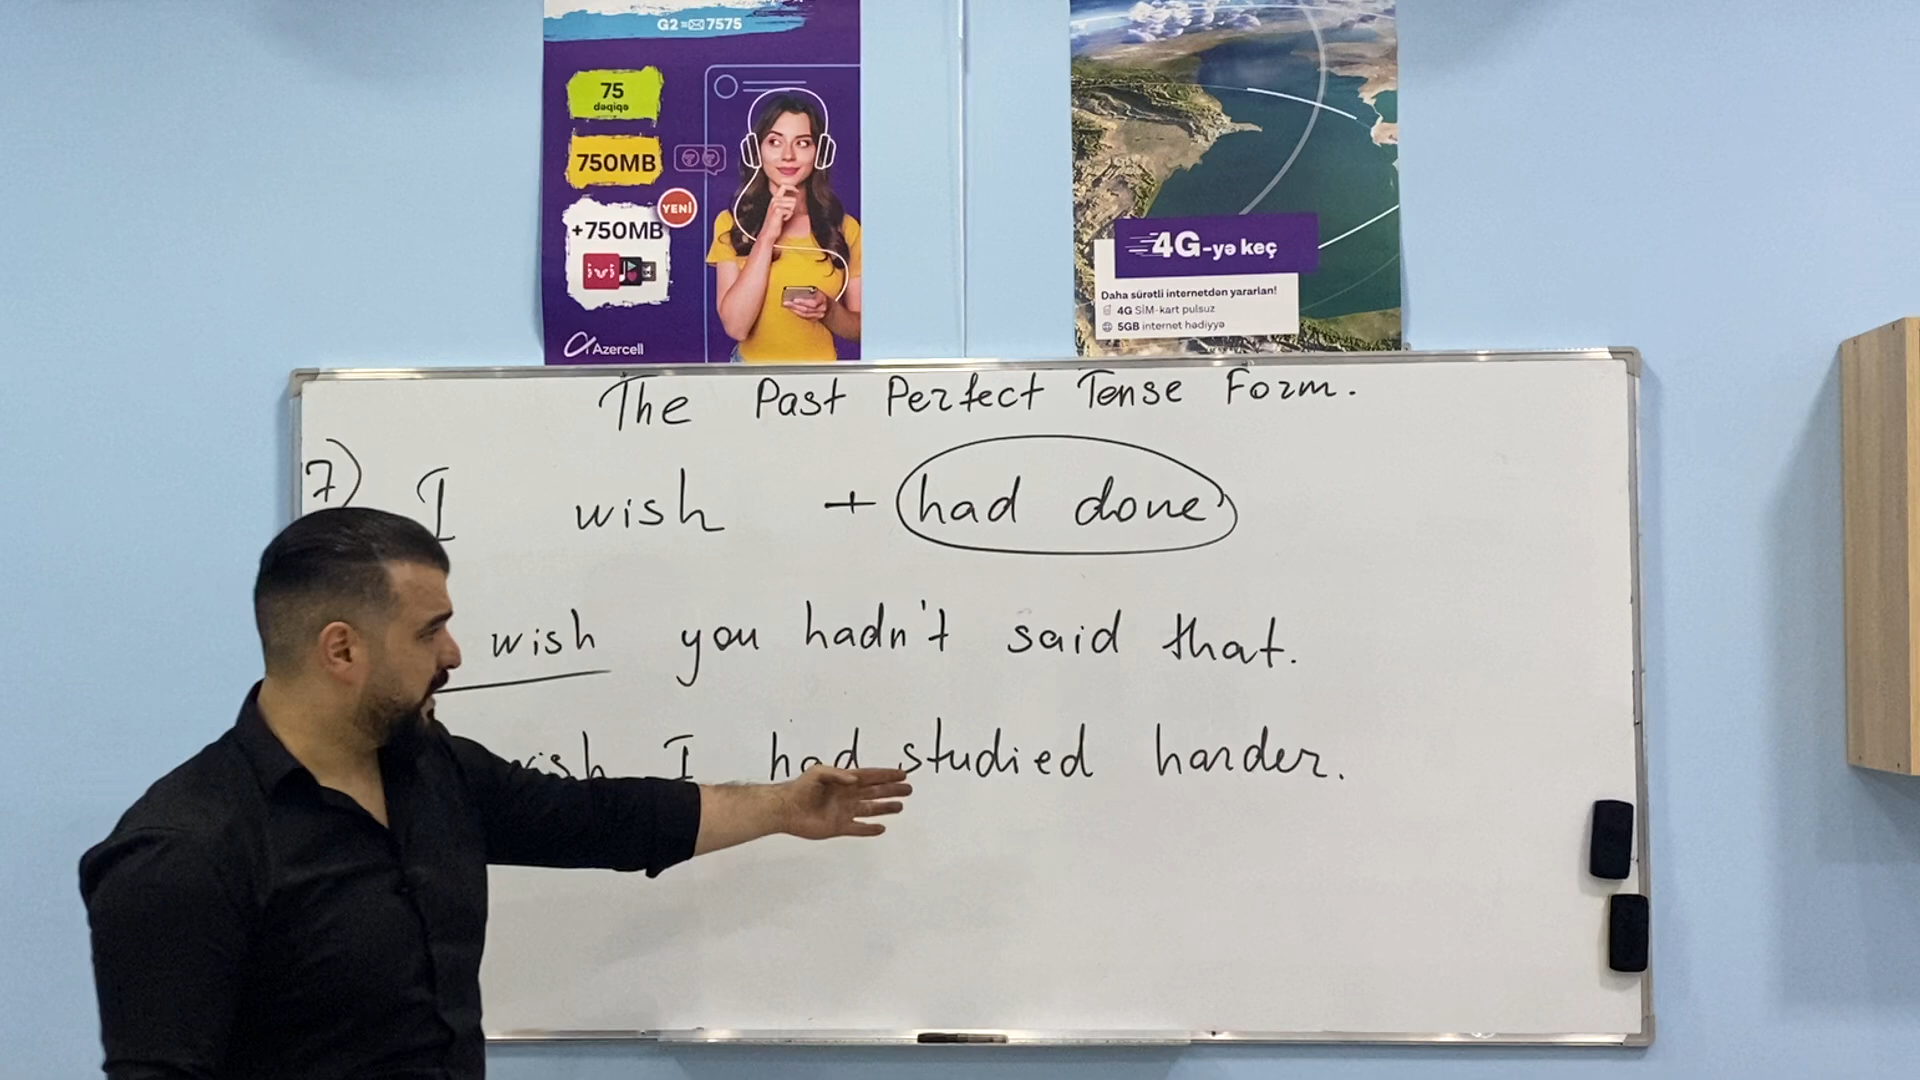 G2 = 7575
75
dəqiqə
750MB
YENİ
+750MB
ivi
Azercell
4G-yə keç
Daha sürətli internetdən yararlan!
4G SİM-kart pulsuz
5GB internet hədiyyə
The Past Perfect Tense Form.
7) I wish + had done
wish you hadn't said that.
wish I had studied harder.